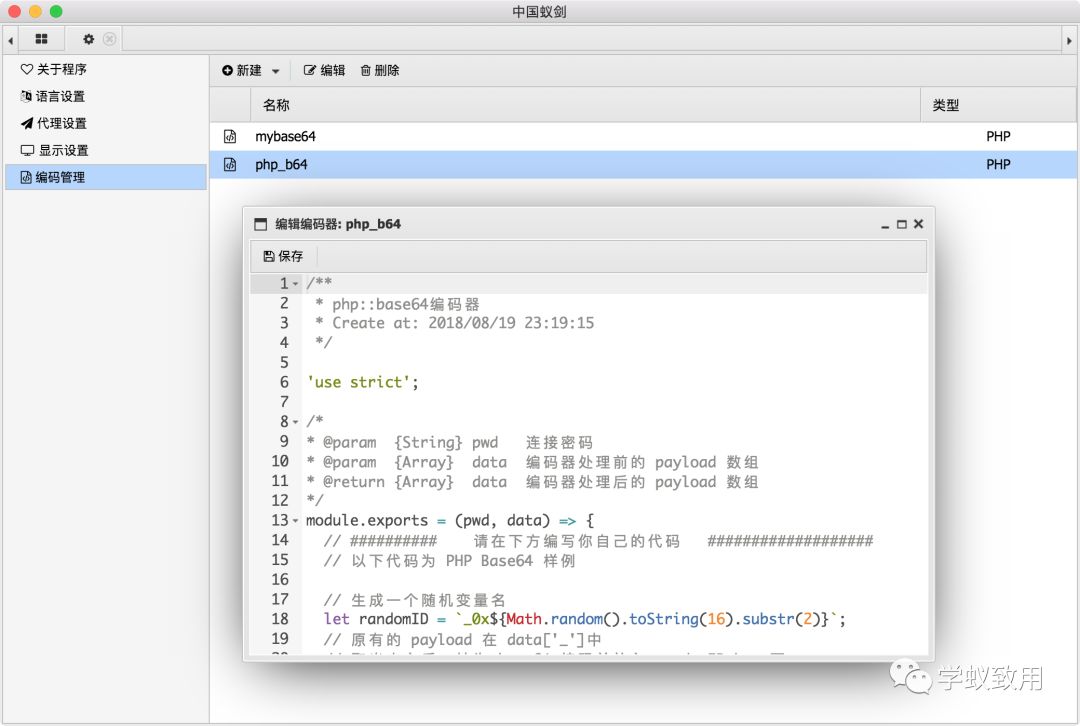 中国蚁剑
关于程序
语言设置
代理设置
显示设置
编码管理
新建 编辑 删除
名称 类型
mybase64 PHP
php_b64 PHP
编辑编码器: php_b64
保存
1 /**
2 * php::base64编码器
3 * Create at: 2018/08/19 23:19:15
4 */
5
6 'use strict';
7
8 /*
9 * @param {String} pwd 连接密码
10 * @param {Array} data 编码器处理前的 payload 数组
11 * @return {Array} data 编码器处理后的 payload 数组
12 */
13 module.exports = (pwd, data) => {
14 // ########## 请在下方编写你自己的代码 ###################
15 // 以下代码为 PHP Base64 样例
16
17 // 生成一个随机变量名
18 let randomID = `_0x${Math.random().toString(16).substr(2)}`;
19 // 原有的 payload 在 data['_']中
学蚁致用